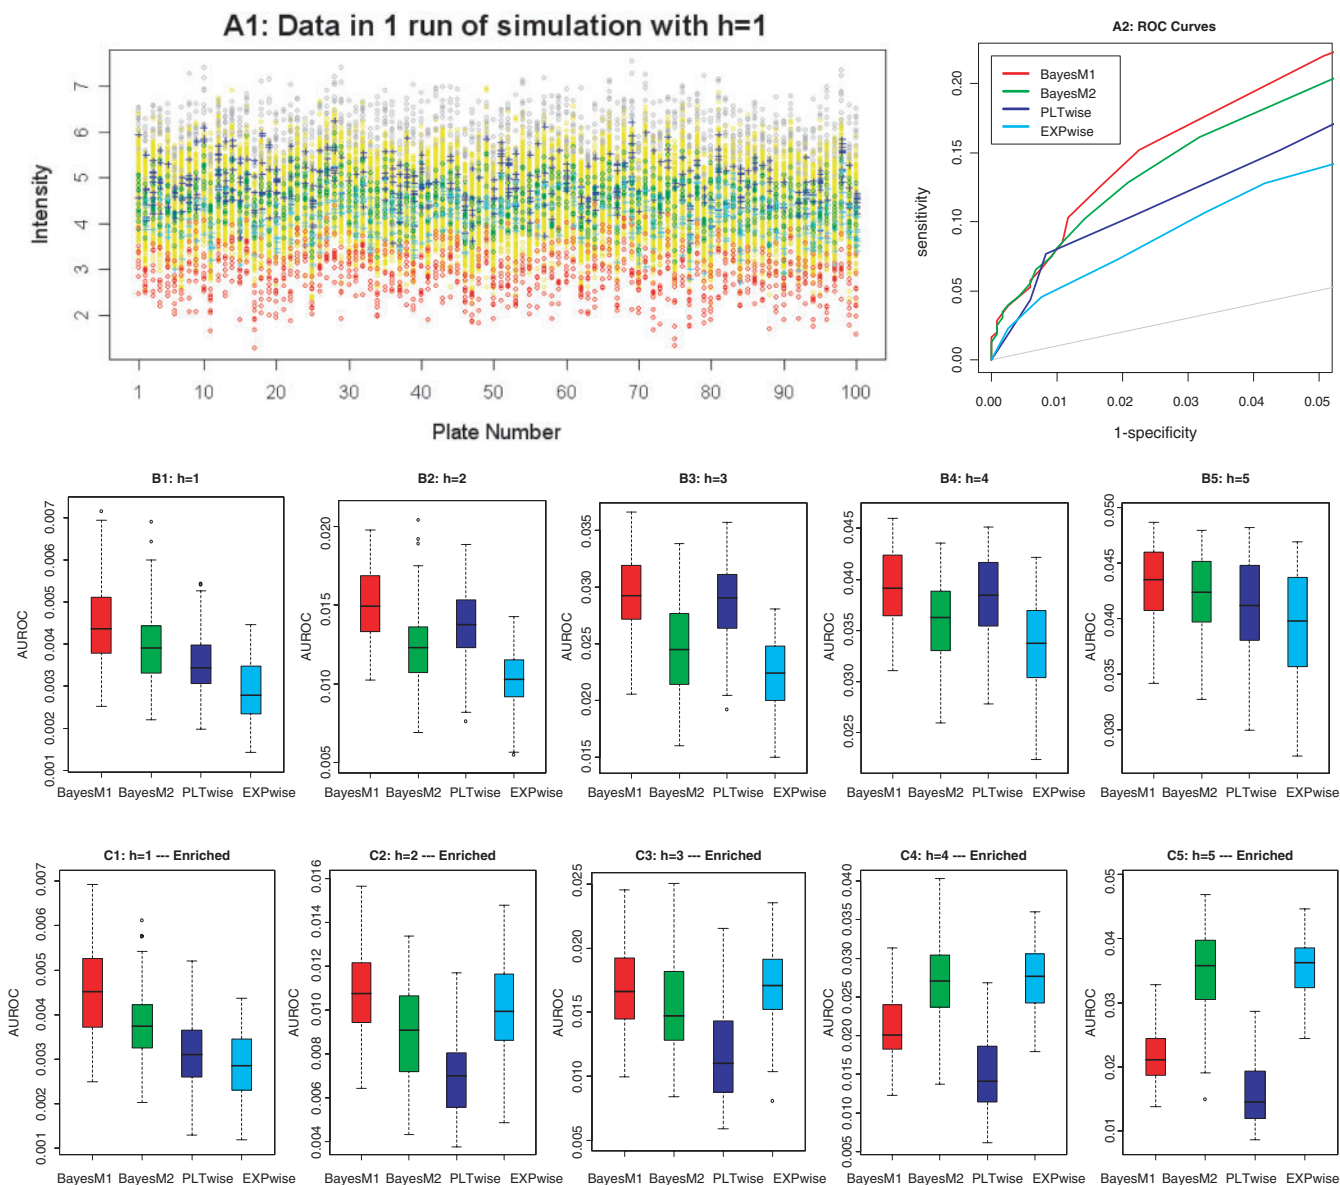 A1: Data in 1 run of simulation with h=1
Intensity
7
6
5
4
3
2
1 10 20 30 40 50 60 70 80 90 100
Plate Number
A2: ROC Curves
BayesM1
BayesM2
PLTwise
EXPwise
sensitivity
0.20
0.15
0.10
0.05
0.00
0.00 0.01 0.02 0.03 0.04 0.05
1-specificity
B1: h=1
AUROC
0.007
0.006
0.005
0.004
0.003
0.002
0.001
BayesM1 BayesM2 PLTwise EXPwise
B2: h=2
AUROC
0.020
0.015
0.010
0.005
BayesM1 BayesM2 PLTwise EXPwise
B3: h=3
AUROC
0.035
0.030
0.025
0.020
0.015
BayesM1 BayesM2 PLTwise EXPwise
B4: h=4
AUROC
0.045
0.040
0.035
0.030
0.025
BayesM1 BayesM2 PLTwise EXPwise
B5: h=5
AUROC
0.050
0.045
0.040
0.035
0.030
BayesM1 BayesM2 PLTwise EXPwise
C1: h=1 --- Enriched
AUROC
0.007
0.006
0.005
0.004
0.003
0.002
0.001
BayesM1 BayesM2 PLTwise EXPwise
C2: h=2 --- Enriched
AUROC
0.016
0.014
0.012
0.010
0.008
0.006
0.004
BayesM1 BayesM2 PLTwise EXPwise
C3: h=3 --- Enriched
AUROC
0.025
0.020
0.015
0.010
0.005
BayesM1 BayesM2 PLTwise EXPwise
C4: h=4 --- Enriched
AUROC
0.040
0.035
0.030
0.025
0.020
0.015
0.010
0.005
BayesM1 BayesM2 PLTwise EXPwise
C5: h=5 --- Enriched
AUROC
0.05
0.04
0.03
0.02
0.01
BayesM1 BayesM2 PLTwise EXPwise